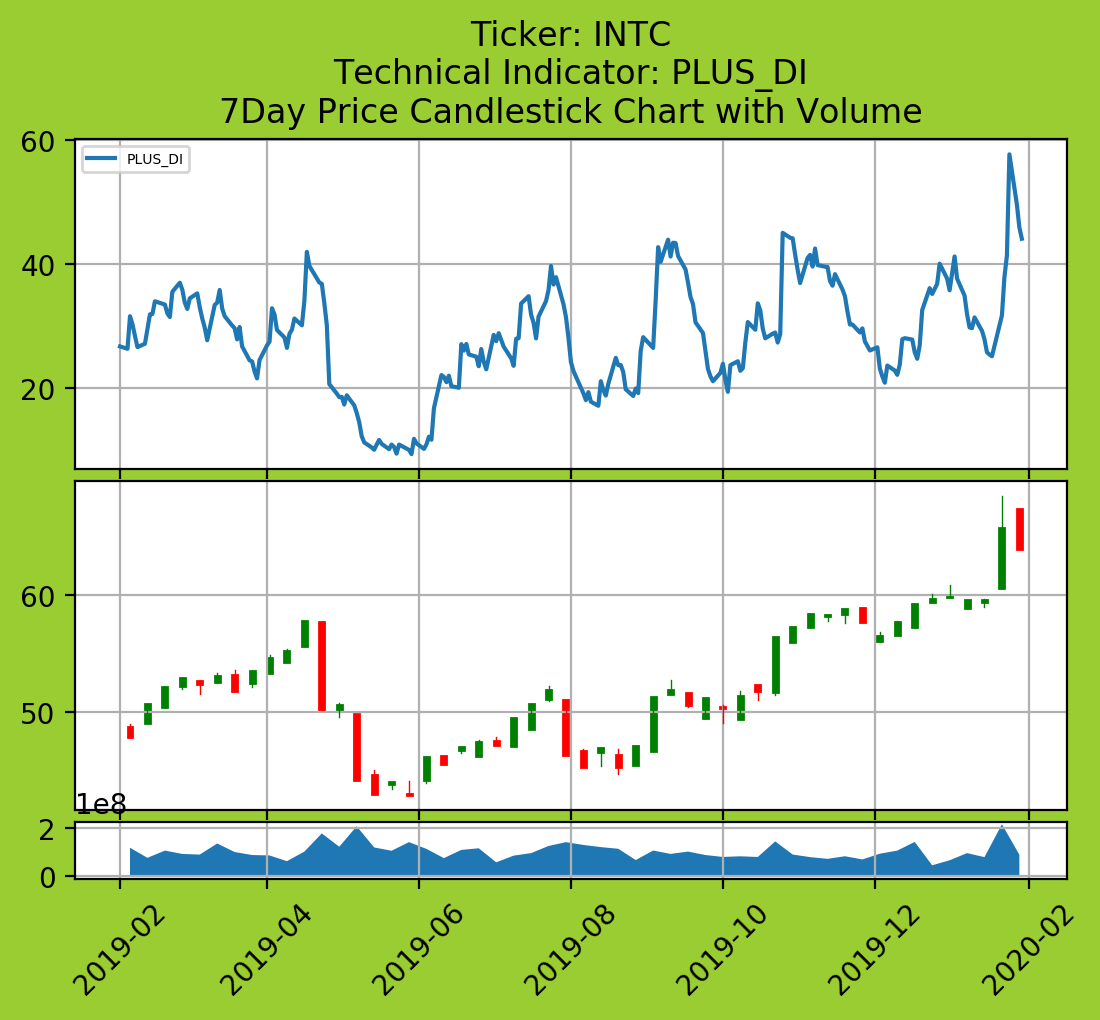 Ticker: INTC
Technical Indicator: PLUS_DI
7Day Price Candlestick Chart with Volume
60
PLUS_DI
40
20
60
50
1e8
2
0
2019-02
2019-04
2019-06
2019-08
2019-10
2019-12
2020-02